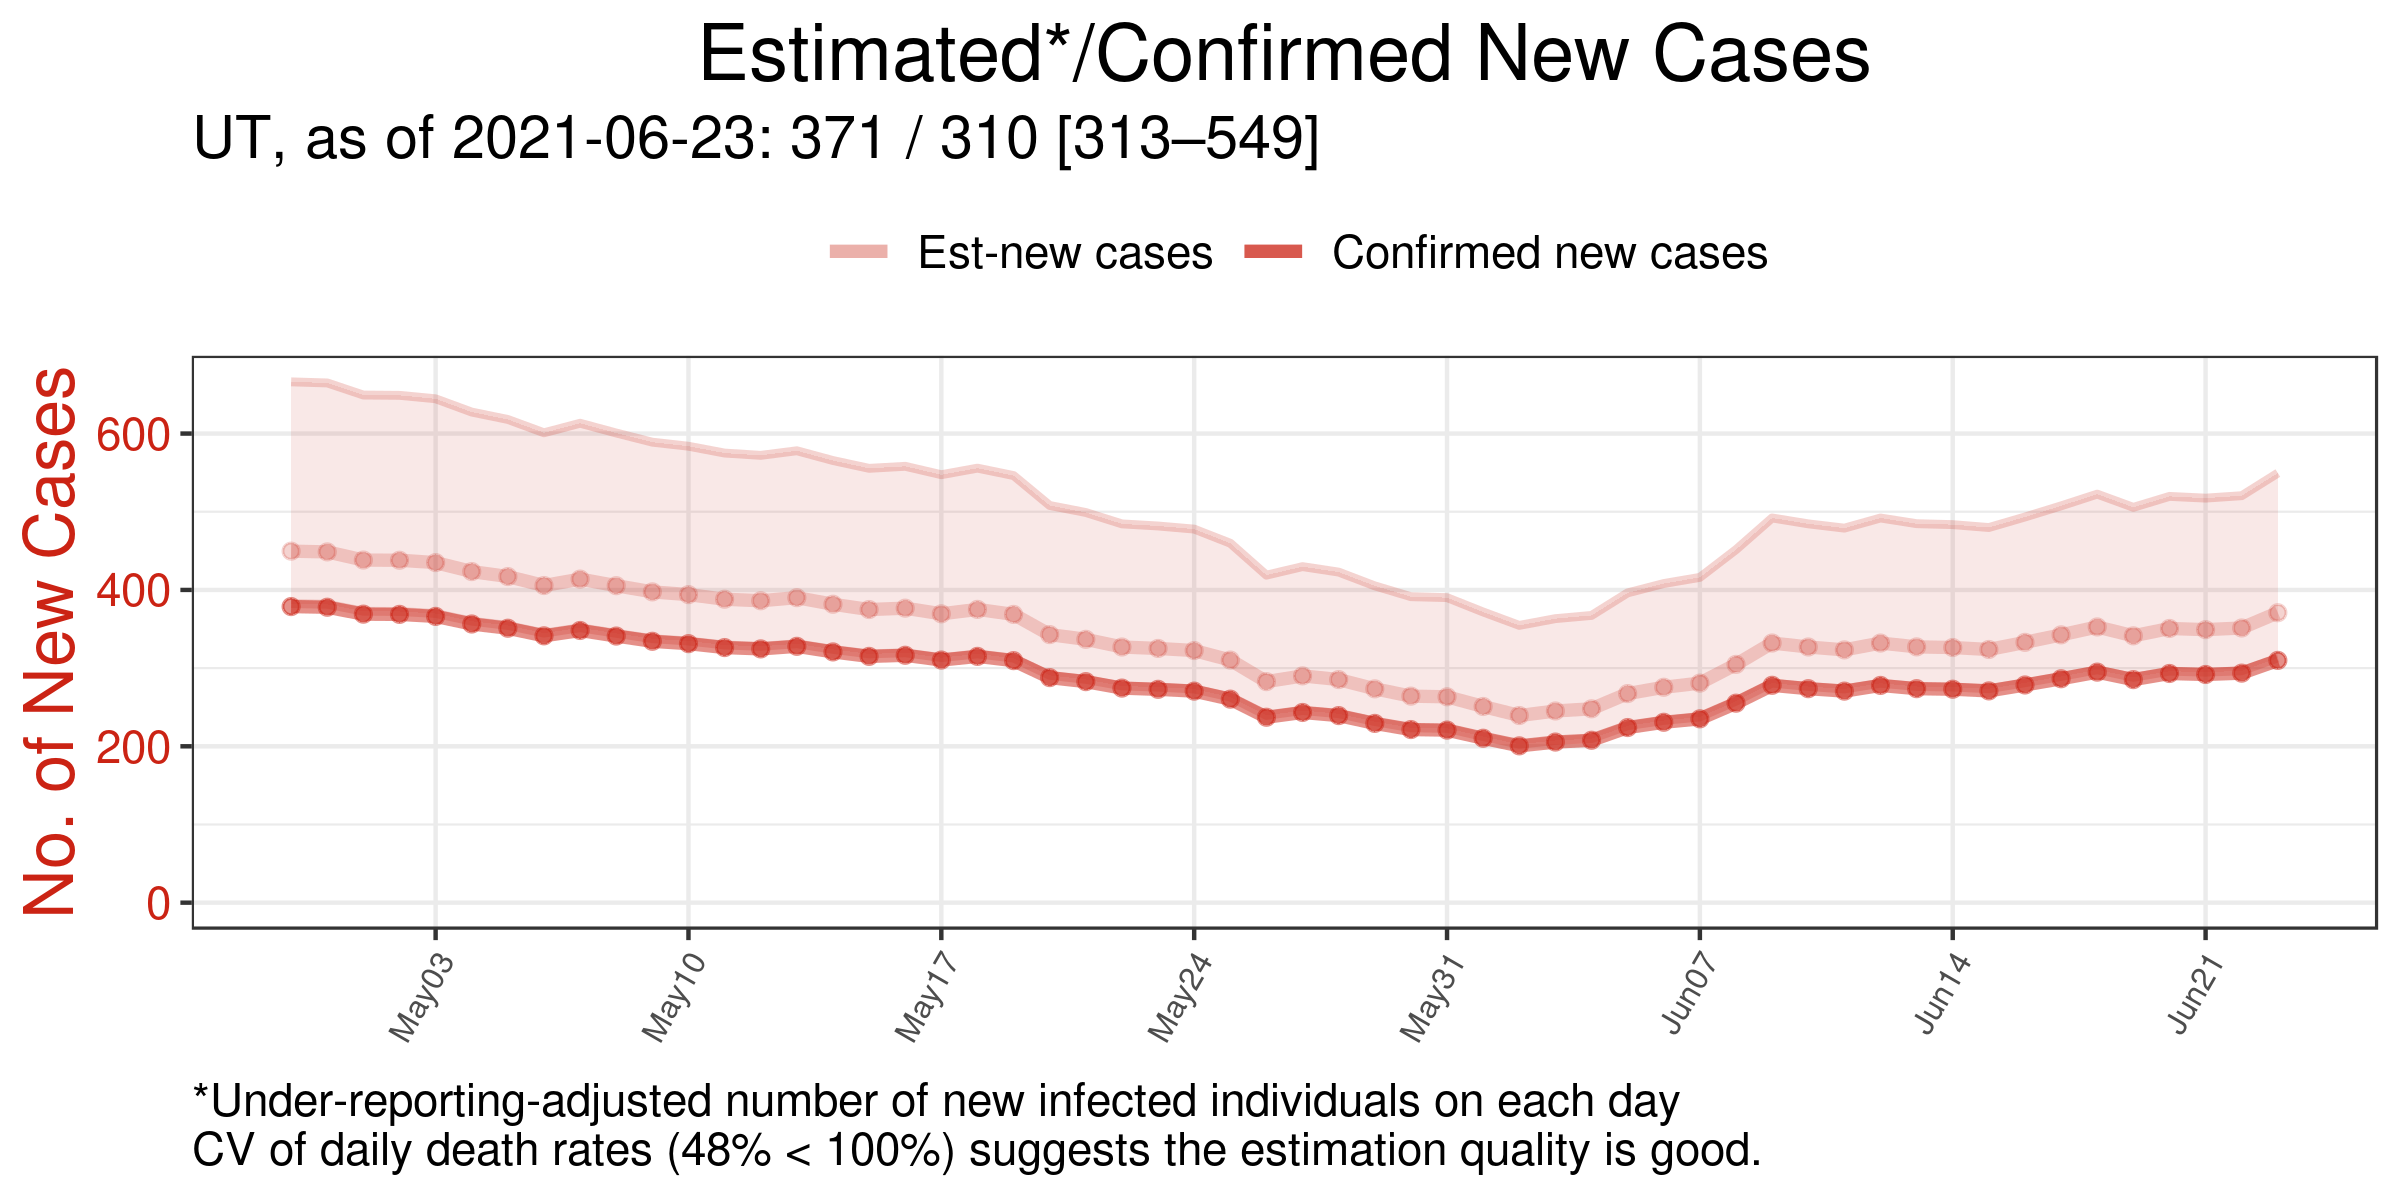 Estimated*/Confirmed New Cases
UT, as of 2021-06-23: 371 / 310 [313–549]
Est-new cases
Confirmed new cases
No. of New Cases
600
400
200
0
May03
May10
May17
May24
May31
Jun07
Jun14
Jun21
*Under-reporting-adjusted number of new infected individuals on each day
CV of daily death rates (48% < 100%) suggests the estimation quality is good.